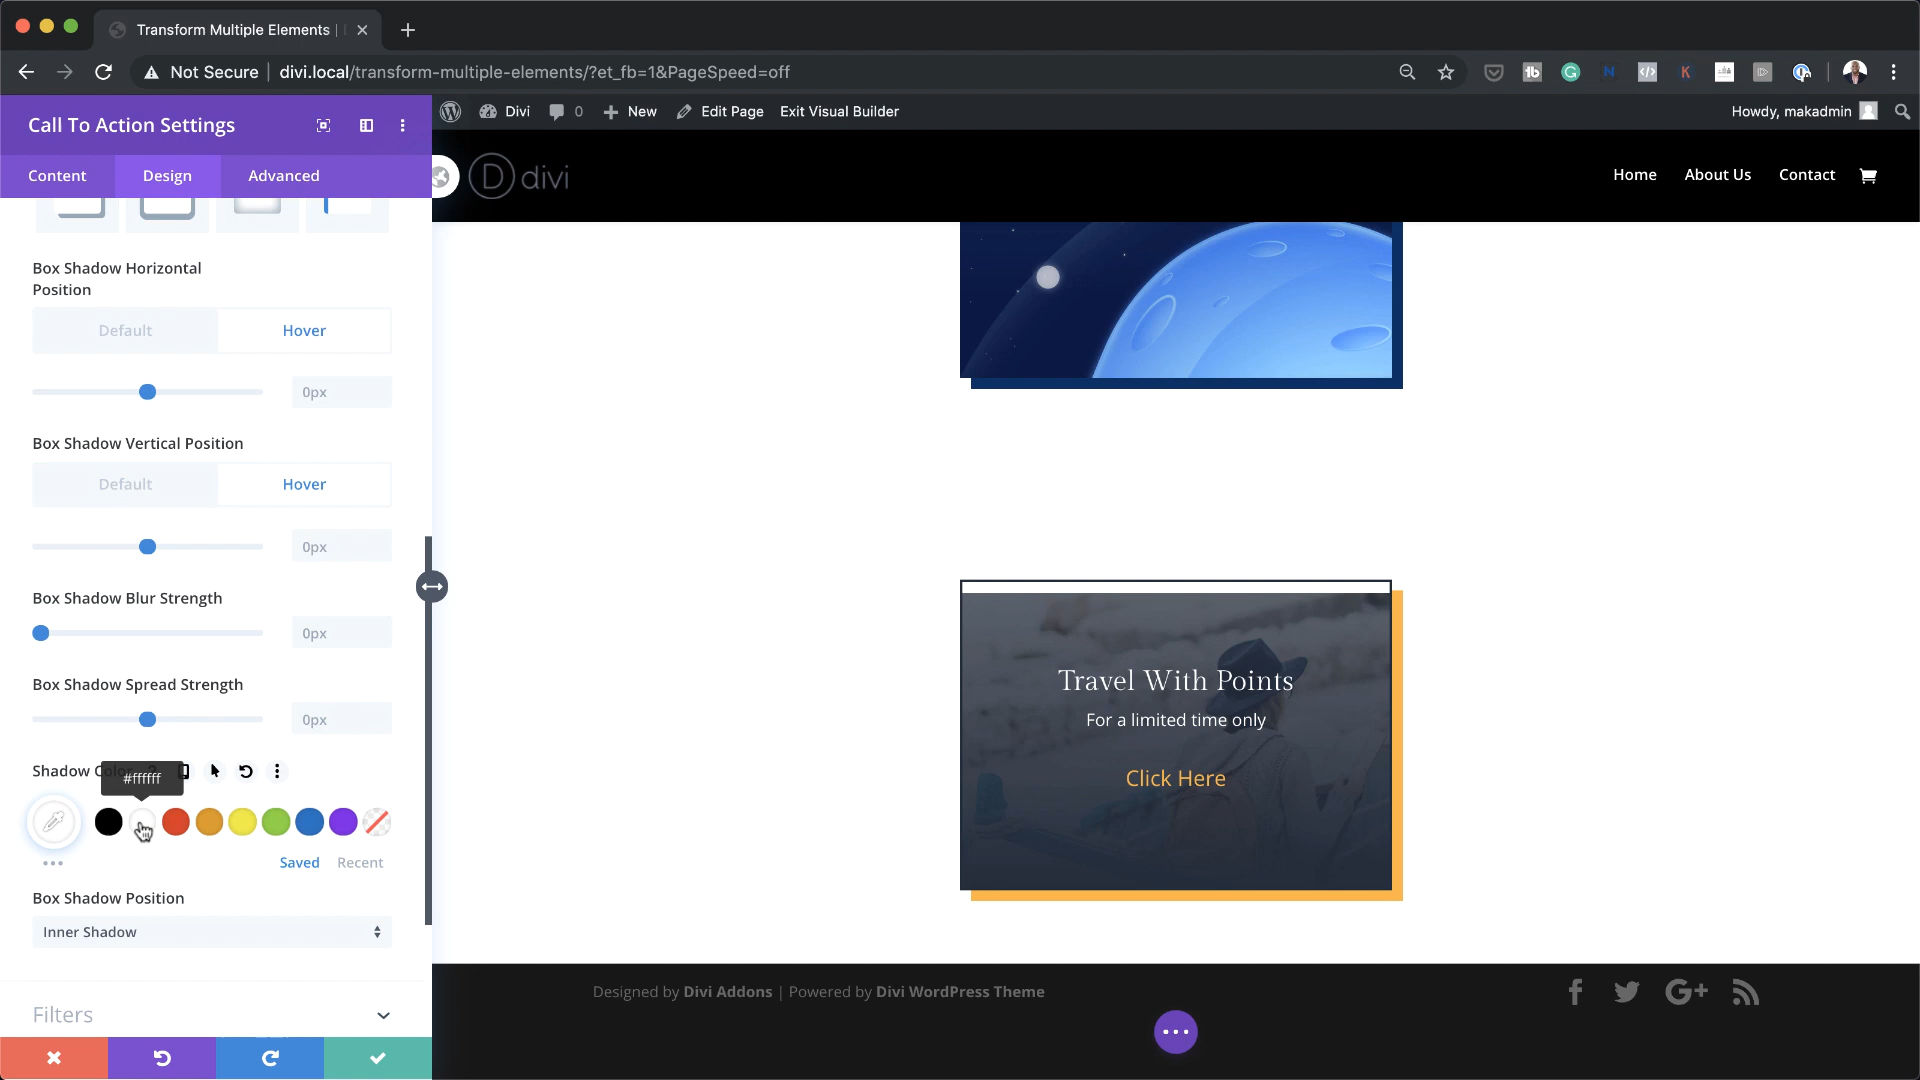 Transform Multiple Elements |
Not Secure | divi.local/transform-multiple-elements/?et_fb=1&PageSpeed=off
Call To Action Settings
Divi
0
New
Edit Page
Exit Visual Builder
Howdy, makadmin
Content
Design
Advanced
divi
Home
About Us
Contact
Box Shadow Horizontal
Position
Default
Hover
0px
Box Shadow Vertical Position
Default
Hover
0px
Box Shadow Blur Strength
0px
Box Shadow Spread Strength
0px
Shadow
#ffffff
Saved
Recent
Box Shadow Position
Inner Shadow
Filters
Travel With Points
For a limited time only
Click Here
Designed by Divi Addons | Powered by Divi WordPress Theme